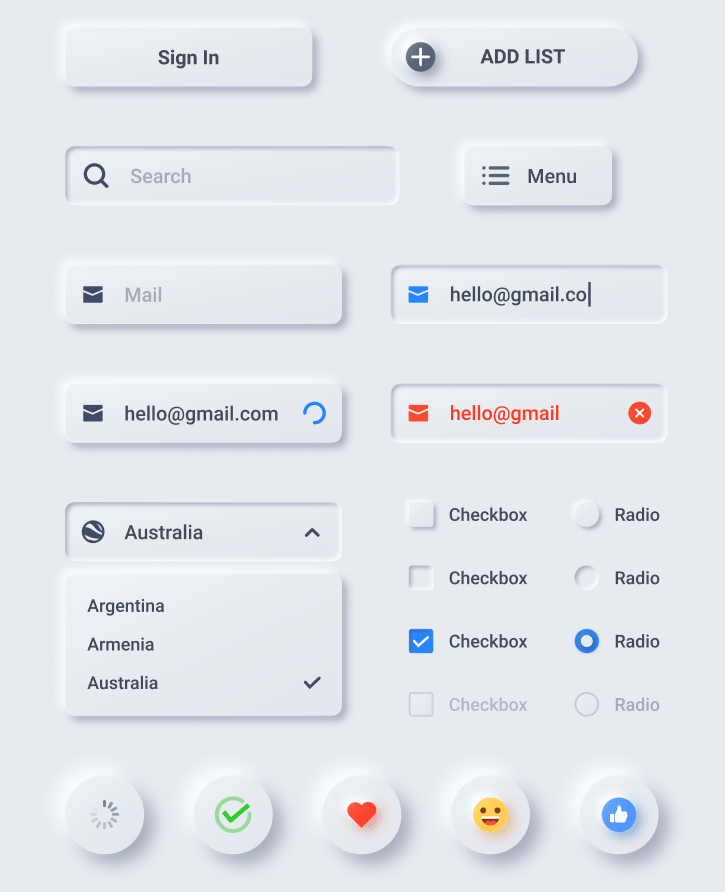 Sign In
ADD LIST
Search
Menu
Mail
hello@gmail.co
hello@gmail.com
hello@gmail
Australia
Argentina
Armenia
Australia
Checkbox
Radio
Checkbox
Radio
Checkbox
Radio
Checkbox
Radio